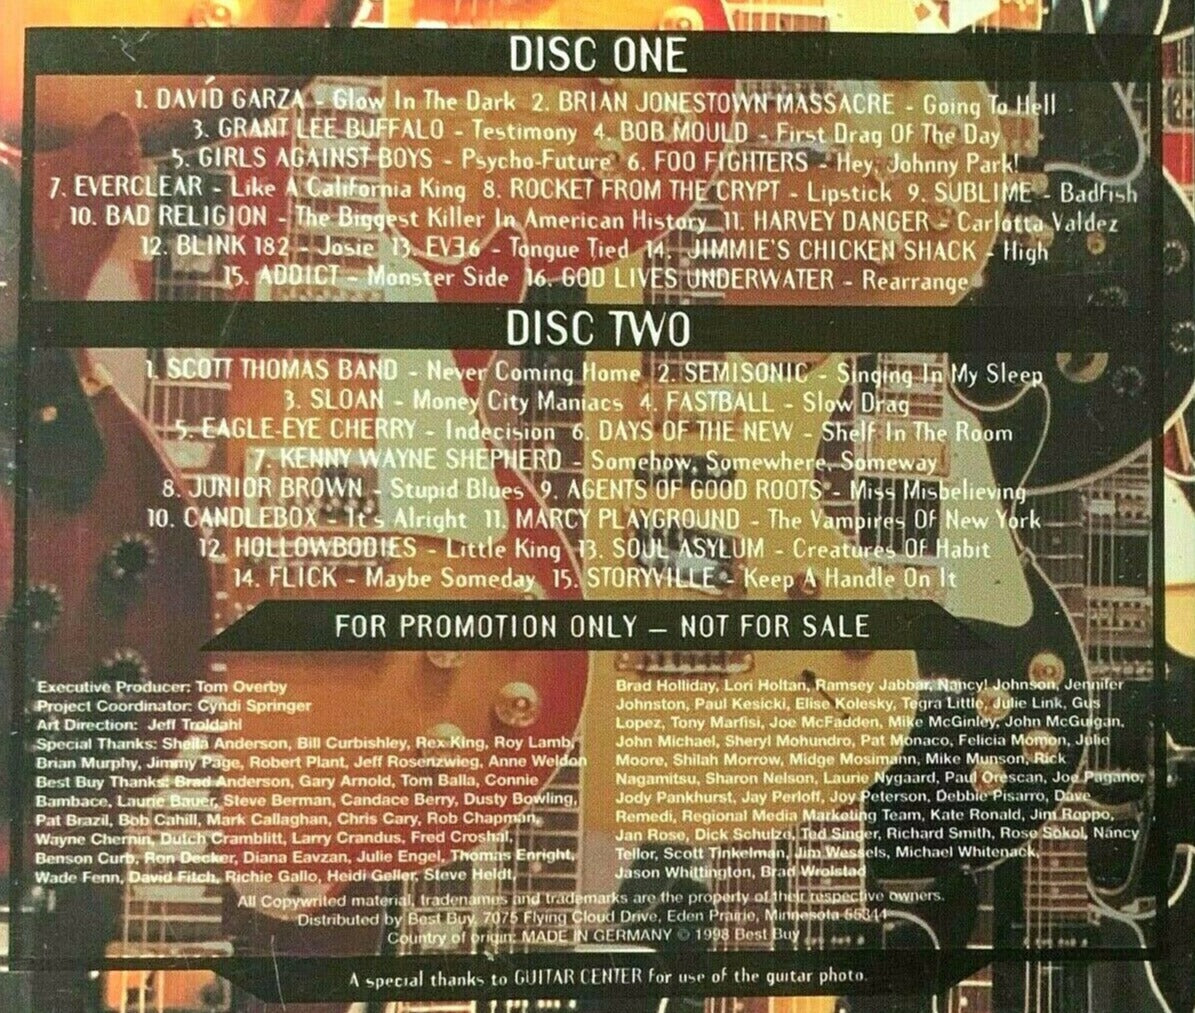 DISC ONE
1. DAVÍD GARZA - Glow In The Dark 2. BRIAN JONESTOWN MASSACRE - Going To Hell
3. GRANT LEE BUFFALO - Testimony 4. BOB MOULD - First Drag Of The Day
5. GIRLS AGAINST BOYS - Psycho-Future 6. FOO FIGHTERS - Hey, Johnny Park!
7. EVERCLEAR - Like A California King 8. ROCKET FROM THE CRYPT - Lipstick 9. SUBLIME - Badfish
10. BAD RELIGION - The Biggest Killer In American History 11. HARVEY DANGER - Carlotta Valdez
12. BLINK 182 - Josie 13. EVƎ6 - Tongue Tied 14. JIMMIE'S CHICKEN SHACK - High
15. ADDICT - Monster Side 16. GOD LIVES UNDERWATER - Rearrange
DISC TWO
1. SCOTT THOMAS BAND - Never Coming Home 2. SEMISONIC - Singing In My Sleep
3. SLOAN - Money City Maniacs 4. FASTBALL - Slow Drag
5. EAGLE-EYE CHERRY - Indecision 6. DAYS OF THE NEW - Shelf In The Room
7. KENNY WAYNE SHEPHERD - Somehow, Somewhere, Someway
8. JUNIOR BROWN - Stupid Blues 9. AGENTS OF GOOD ROOTS - Miss Misbelieving
10. CANDLEBOX - It's Alright 11. MARCY PLAYGROUND - The Vampires Of New York
12. HOLLOWBODIES - Little King 13. SOUL ASYLUM - Creatures Of Habit
14. FLICK - Maybe Someday 15. STORYVILLE - Keep A Handle On It
FOR PROMOTION ONLY – NOT FOR SALE
Executive Producer: Tom Overby
Project Coordinator: Cyndi Springer
Art Direction: Jeff Troldahl
Special Thanks: Sheila Anderson, Bill Curbishley, Rex King, Roy Lamb,
Brian Murphy, Jimmy Page, Robert Plant, Jeff Rosenzwieg, Anne Weldon
Best Buy Thanks: Brad Anderson, Gary Arnold, Tom Balla, Connie
Bambace, Laurie Bauer, Steve Berman, Candace Berry, Dusty Bowling,
Pat Brazil, Bob Cahill, Mark Callaghan, Chris Cary, Rob Chapman,
Wayne Chernin, Dutch Cramblitt, Larry Crandus, Fred Croshal,
Benson Curb, Ron Decker, Diana Eavzan, Julie Engel, Thomas Enright,
Wade Fenn, David Fitch, Richie Gallo, Heidi Geller, Steve Heldt,
Brad Holliday, Lori Holtan, Ramsey Jabbar, Nancy! Johnson, Jennifer
Johnston, Paul Kesicki, Elise Kolesky, Tegra Little, Julie Link, Gus
Lopez, Tony Marfisi, Joe McFadden, Mike McGinley, John McGuigan,
John Michael, Sheryl Mohundro, Pat Monaco, Felicia Momon, Julie
Moore, Shilah Morrow, Midge Mosimann, Mike Munson, Rick
Nagamitsu, Sharon Nelson, Laurie Nygaard, Paul Orescan, Joe Pagano,
Jody Pankhurst, Jay Perloff, Joy Peterson, Debbie Pisarro, Dave
Remedi, Regional Media Marketing Team, Kate Ronald, Jim Roppo,
Jan Rose, Dick Schulze, Ted Singer, Richard Smith, Rose Sokol, Nancy
Tellor, Scott Tinkelman, Jim Wessels, Michael Whitenack,
Jason Whittington, Brad Wrolstad
All Copywrited material, tradenames and trademarks are the property of their respective owners.
Distributed by Best Buy, 7075 Flying Cloud Drive, Eden Prairie, Minnesota 55344
Country of origin: MADE IN GERMANY © 1998 Best Buy
A special thanks to GUITAR CENTER for use of the guitar photo.